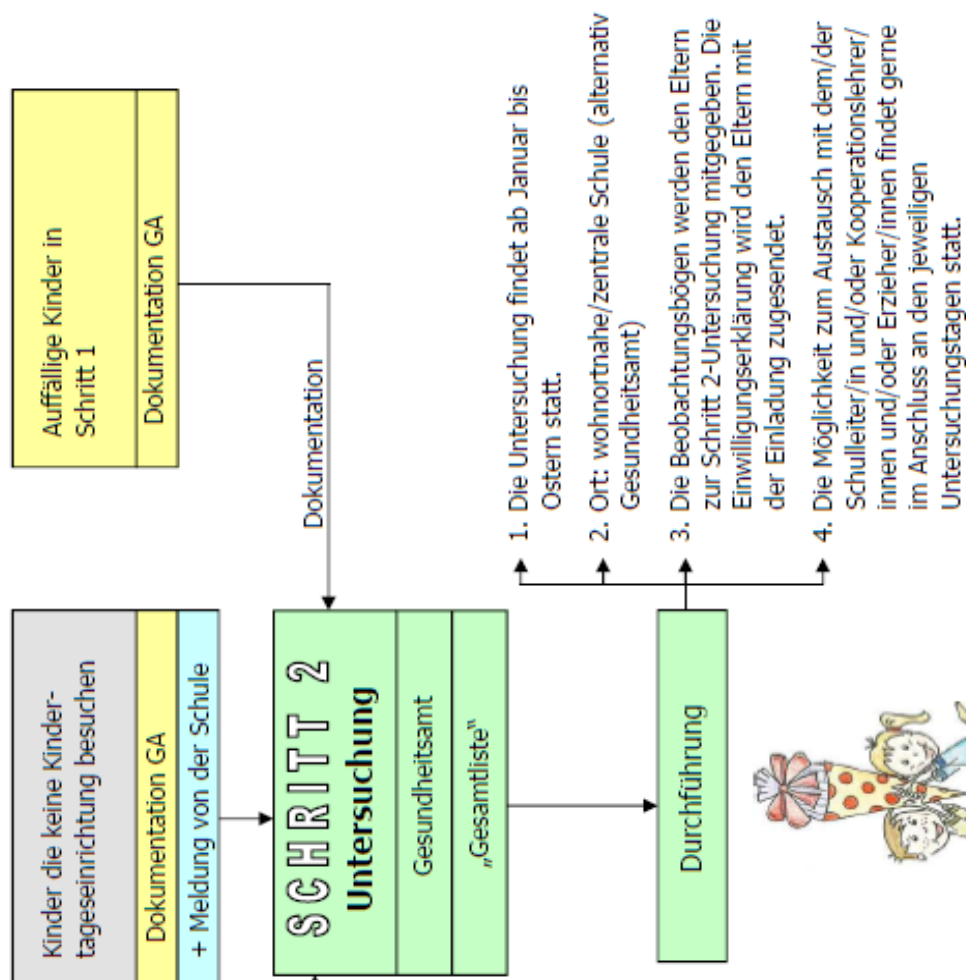 Auffällige Kinder in
Schritt 1
Dokumentation GA
Kinder die keine Kinder-
tageseinrichtung besuchen
Dokumentation GA
+ Meldung von der Schule
Dokumentation
SCHRITT 2
Untersuchung
Gesundheitsamt
„Gesamtliste“
Durchführung
1. Die Untersuchung findet ab Januar bis
Ostern statt.
2. Ort: wohnortnahe/zentrale Schule (alternativ
Gesundheitsamt)
3. Die Beobachtungsbögen werden den Eltern
zur Schritt 2-Untersuchung mitgegeben. Die
Einwilligungserklärung wird den Eltern mit
der Einladung zugesendet.
4. Die Möglichkeit zum Austausch mit dem/der
Schulleiter/in und/oder Kooperationslehrer/
innen und/oder Erzieher/innen findet gerne
im Anschluss an den jeweiligen
Untersuchungstagen statt.